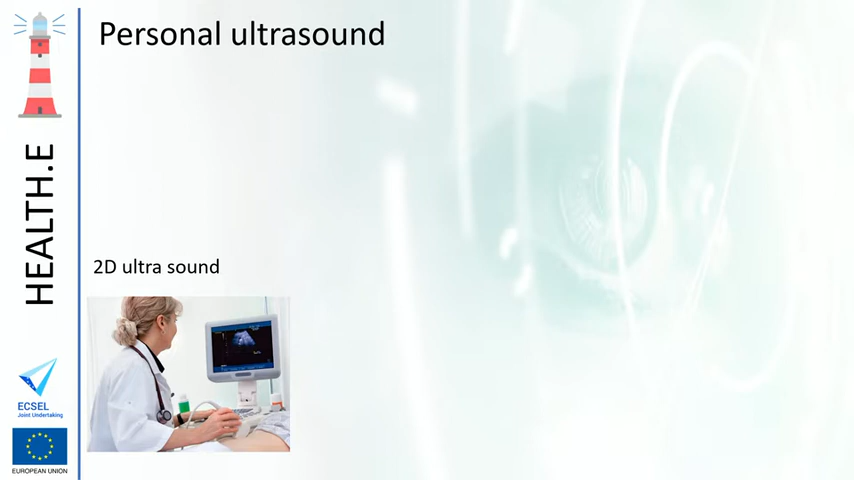 Personal ultrasound
HEALTH.E
2D ultra sound
ECSEL
Joint Undertaking
EUROPEAN UNION